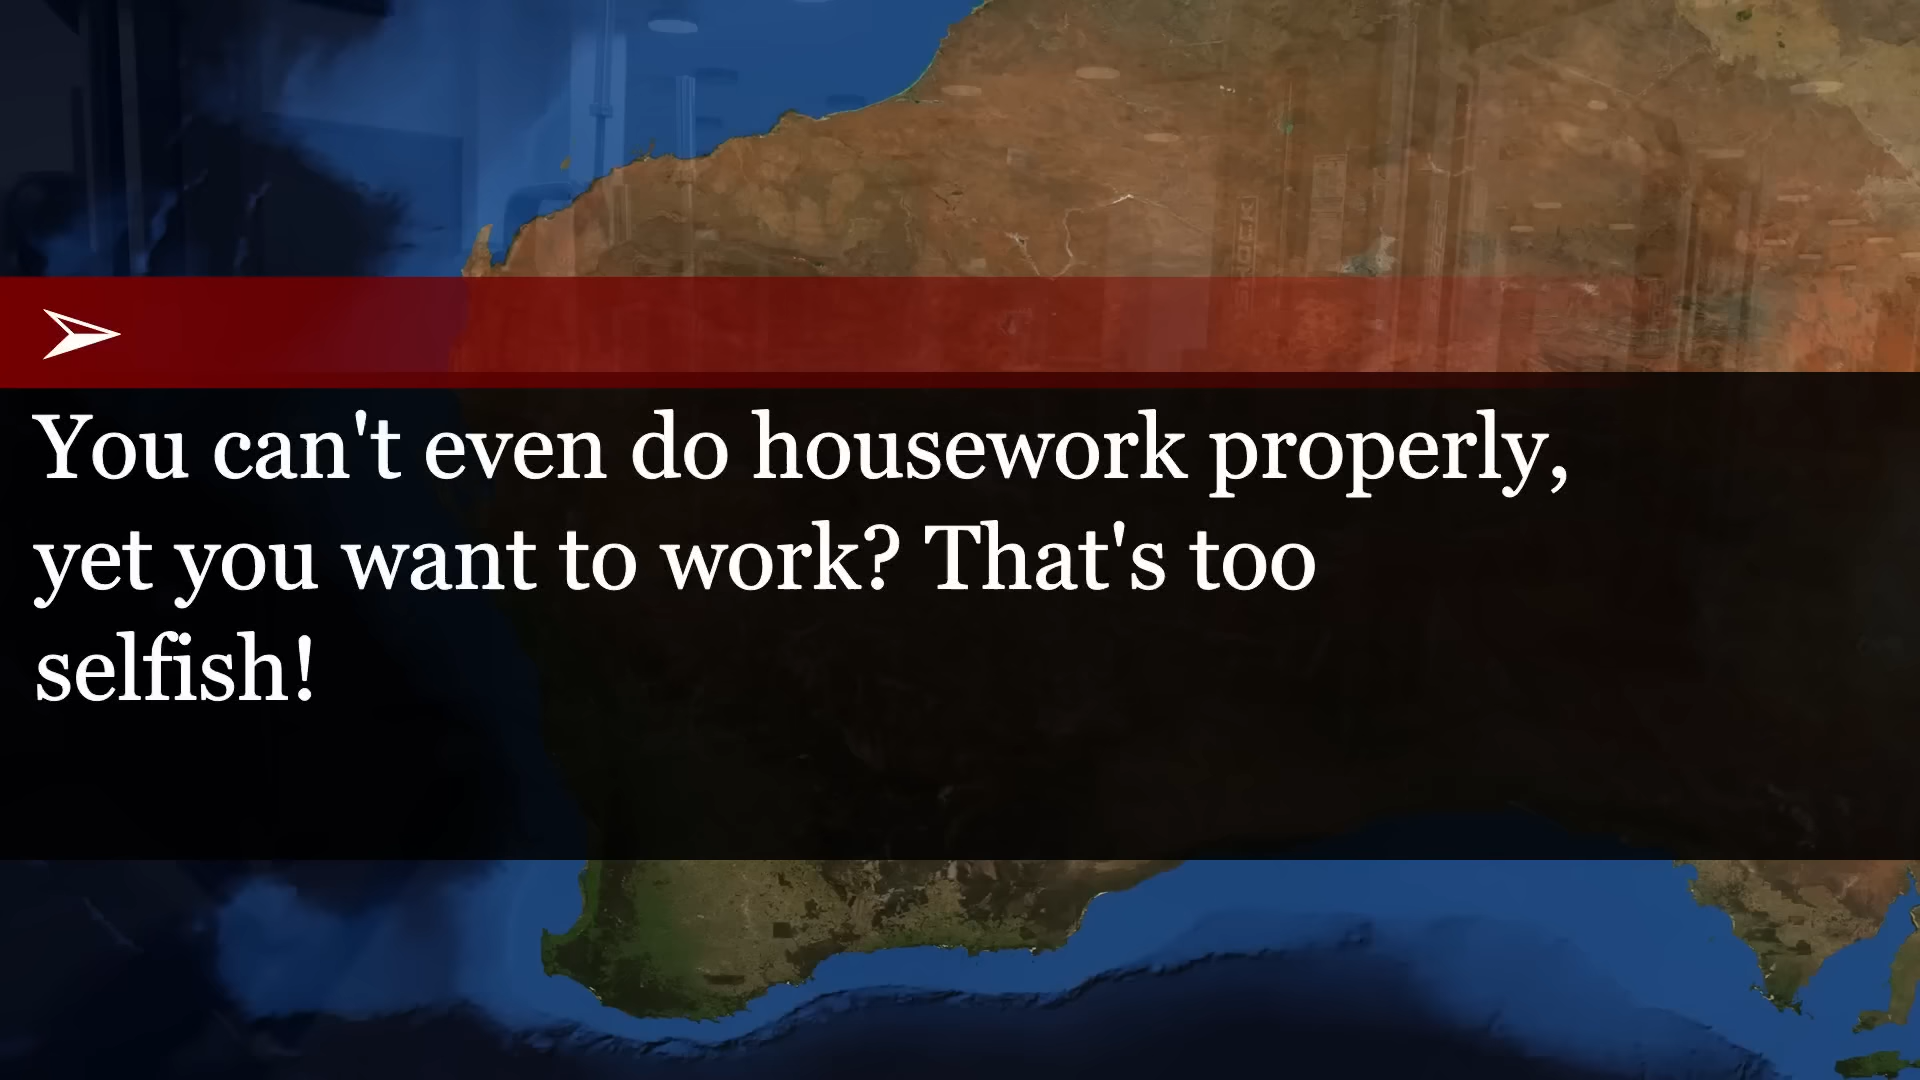 You can't even do housework properly,
yet you want to work? That's too
selfish!